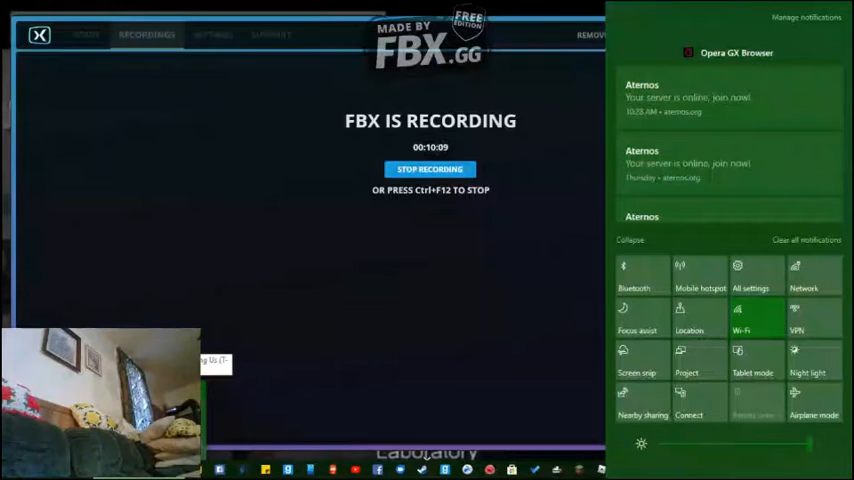 MADE BY
FREE
EDITION
FBX.GG
RECORDINGS
SETTINGS
REMOV
FBX IS RECORDING
00:10:09
STOP RECORDING
OR PRESS Ctrl+F12 TO STOP
Manage notifications
Opera GX Browser
Aternos
Your server is online, join now!
10:28 AM • aternos.org
Aternos
Your server is online, join now!
Thursday • aternos.org
Aternos
Collapse
Clear all notifications
Bluetooth
Mobile hotspot
All settings
Network
Focus assist
Location
Wi-Fi
VPN
Screen snip
Project
Tablet mode
Night light
Nearby sharing
Connect
Airplane mode
ng Us (T-
Laboratory